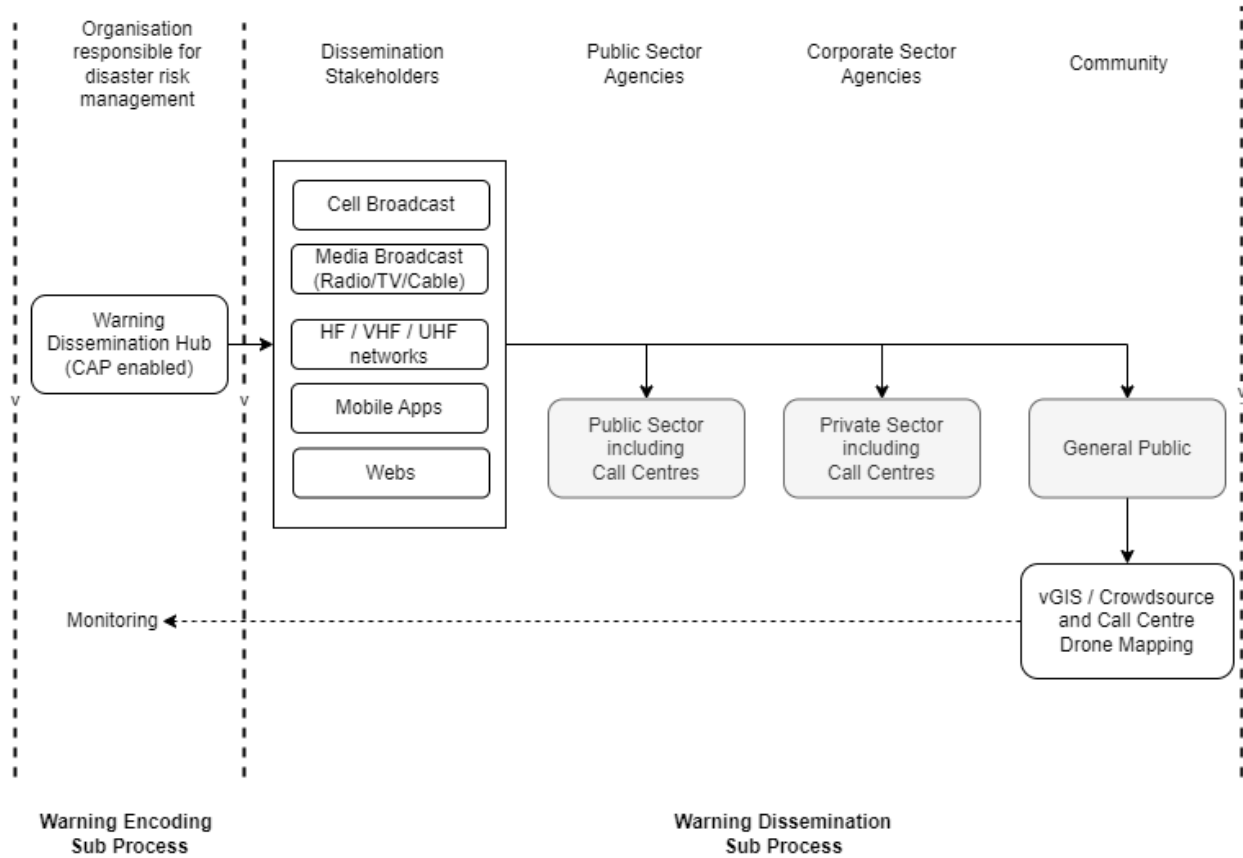 Organisation
responsible for
disaster risk
management
Dissemination
Stakeholders
Public Sector
Agencies
Corporate Sector
Agencies
Community
Cell Broadcast
Media Broadcast
(Radio/TV/Cable)
HF / VHF / UHF
networks
Mobile Apps
Webs
Warning
Dissemination Hub
(CAP enabled)
v
v
v
Public Sector
including
Call Centres
Private Sector
including
Call Centres
General Public
vGIS / Crowdsource
and Call Centre
Drone Mapping
Monitoring
Warning Encoding
Sub Process
Warning Dissemination
Sub Process